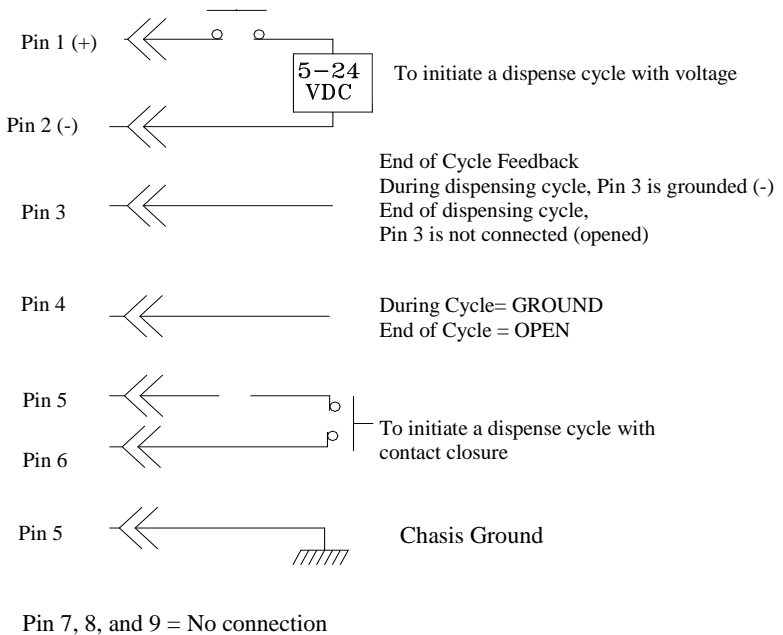 Pin 1 (+)
5-24
VDC
To initiate a dispense cycle with voltage
Pin 2 (-)
End of Cycle Feedback
During dispensing cycle, Pin 3 is grounded (-)
Pin 3
End of dispensing cycle,
Pin 3 is not connected (opened)
Pin 4
During Cycle= GROUND
End of Cycle = OPEN
Pin 5
To initiate a dispense cycle with
contact closure
Pin 6
Pin 5
Chasis Ground
Pin 7, 8, and 9 = No connection